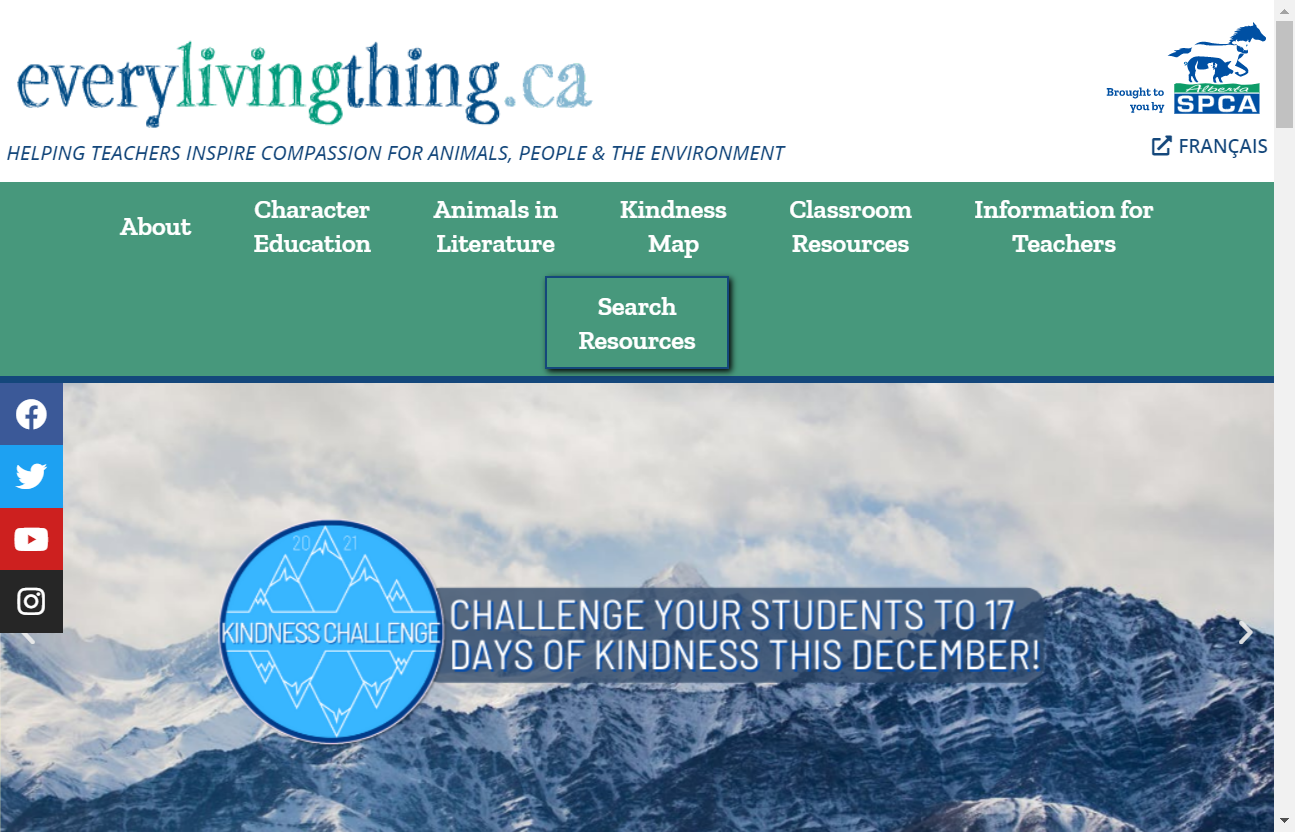 everylivingthing.ca
HELPING TEACHERS INSPIRE COMPASSION FOR ANIMALS, PEOPLE & THE ENVIRONMENT
Brought to
you by
Alberta
SPCA
FRANÇAIS
About
Character
Education
Animals in
Literature
Kindness
Map
Classroom
Resources
Information for
Teachers
Search
Resources
20 21
KINDNESS CHALLENGE
CHALLENGE YOUR STUDENTS TO 17
DAYS OF KINDNESS THIS DECEMBER!